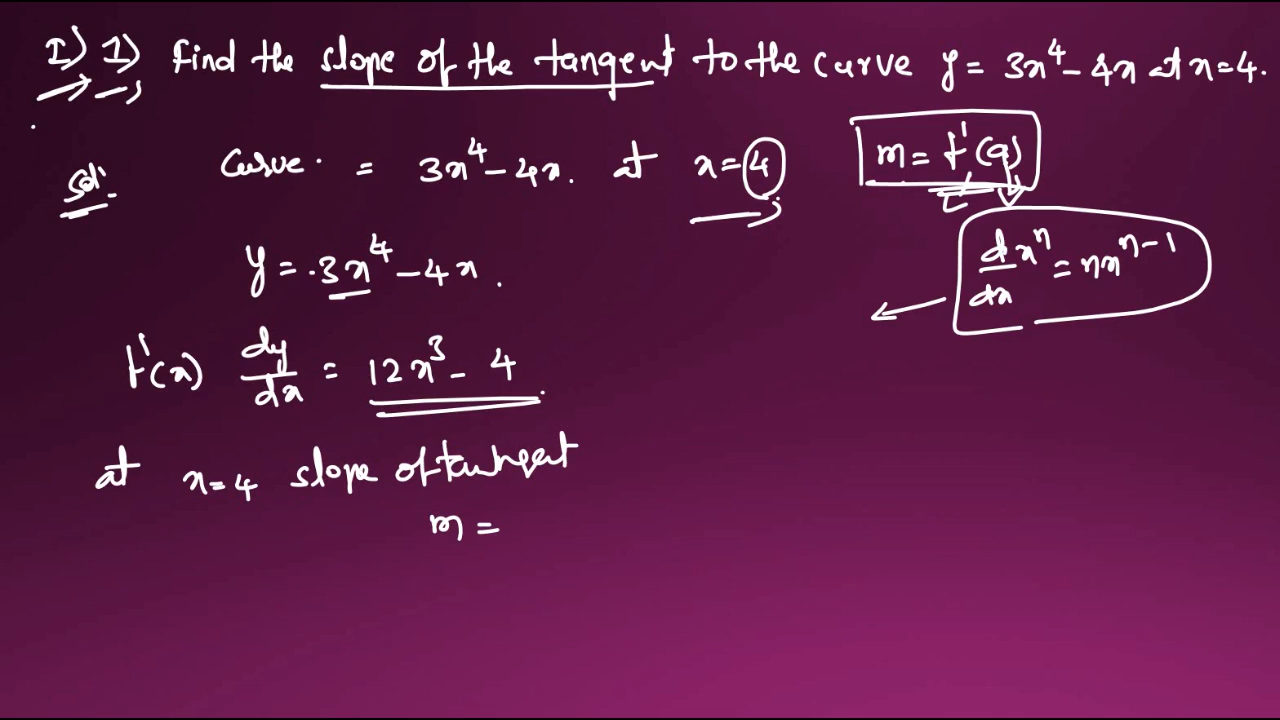 I) 1) Find the slope of the tangent to the curve y = 3x⁴ - 4x at x = 4.
Sol: Curve = 3x⁴ - 4x. at x = 4
m = f'(a)
d/dx xⁿ = nxⁿ⁻¹
y = 3x⁴ - 4x.
f'(x) dy/dx = 12x³ - 4
at x = 4 slope of tangent
m =